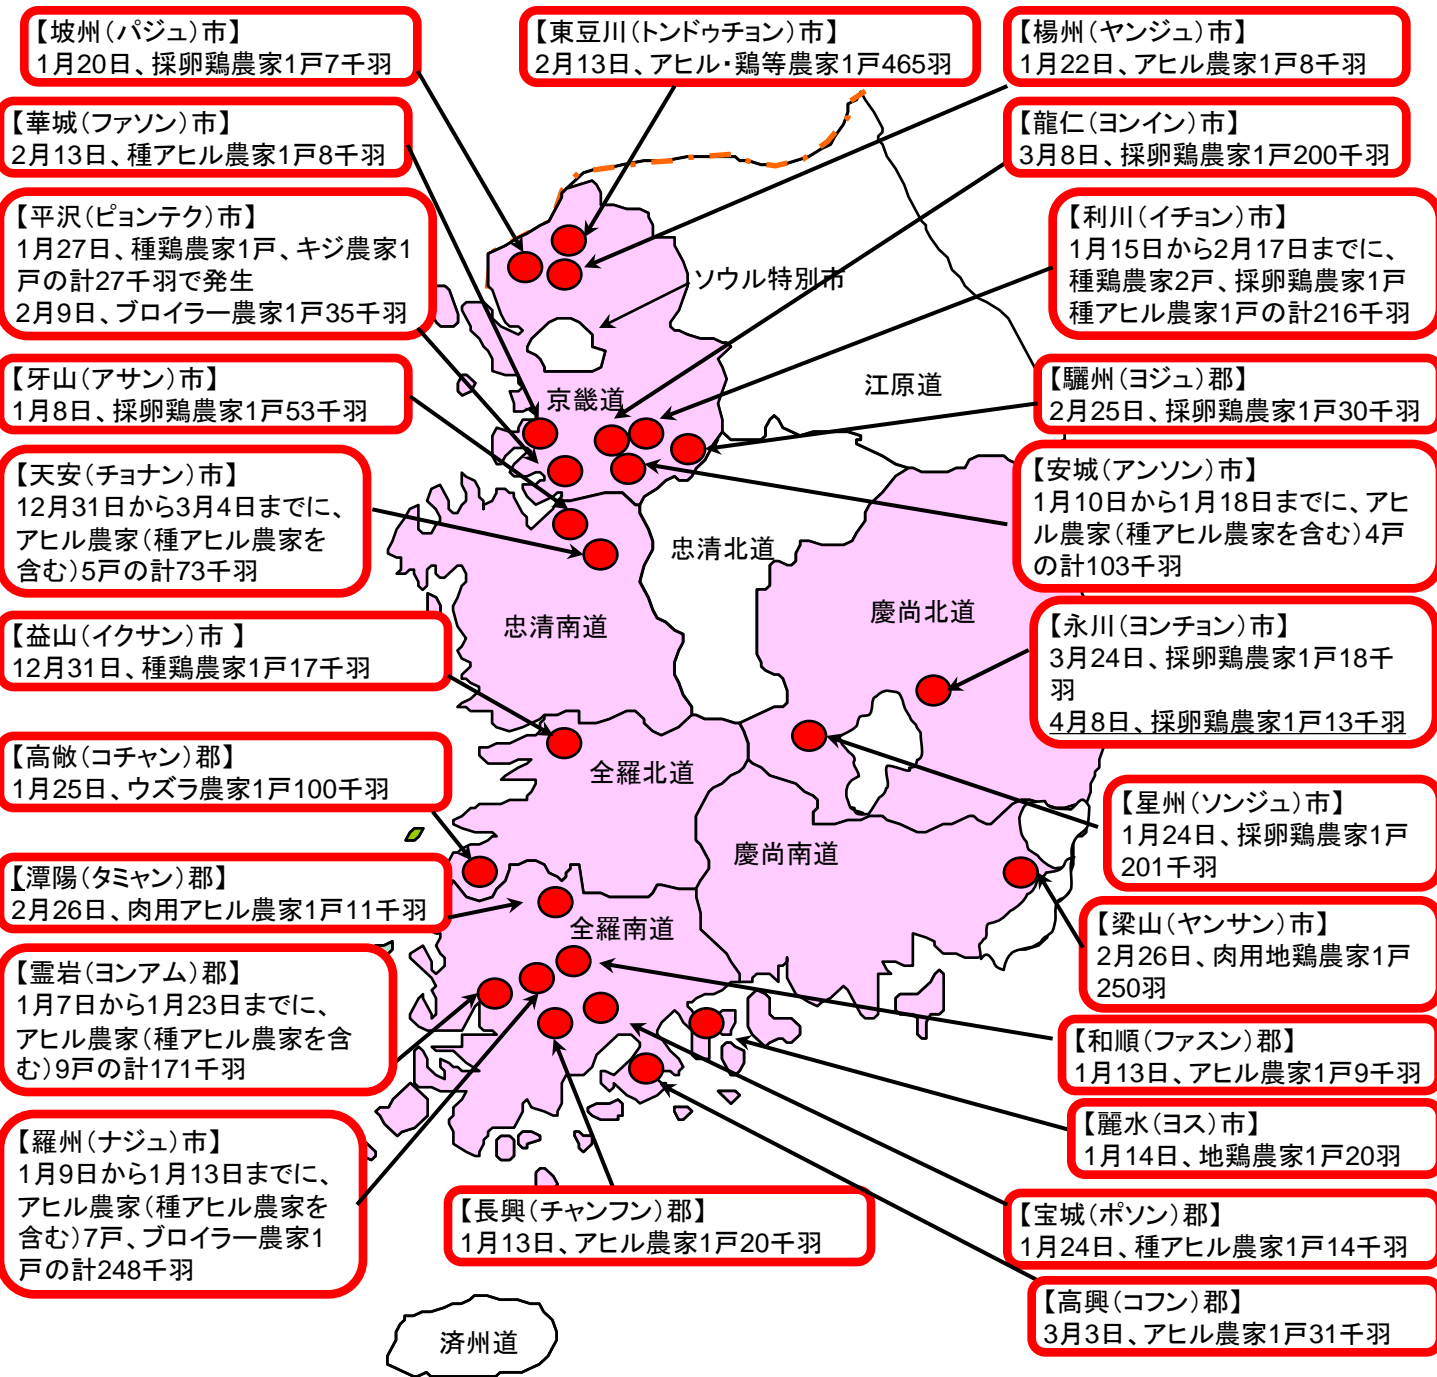 【坡州(パジュ)市】
1月20日、採卵鶏農家1戸7千羽
【東豆川(トンドゥチョン)市】
2月13日、アヒル・鶏等農家1戸465羽
【楊州(ヤンジュ)市】
1月22日、アヒル農家1戸8千羽
【華城(ファソン)市】
2月13日、種アヒル農家1戸8千羽
【龍仁(ヨンイン)市】
3月8日、採卵鶏農家1戸200千羽
【平沢(ピョンテク)市】
1月27日、種鶏農家1戸、キジ農家1
戸の計27千羽で発生
2月9日、ブロイラー農家1戸35千羽
【利川(イチョン)市】
1月15日から2月17日までに、
種鶏農家2戸、採卵鶏農家1戸
種アヒル農家1戸の計216千羽
ソウル特別市
【牙山(アサン)市】
1月8日、採卵鶏農家1戸53千羽
京畿道
江原道
【驪州(ヨジュ)郡】
2月25日、採卵鶏農家1戸30千羽
【天安(チョナン)市】
12月31日から3月4日までに、
アヒル農家(種アヒル農家を
含む)5戸の計73千羽
【安城(アンソン)市】
1月10日から1月18日までに、アヒ
ル農家(種アヒル農家を含む)4戸
の計103千羽
忠清北道
忠清南道
慶尚北道
【益山(イクサン)市 】
12月31日、種鶏農家1戸17千羽
【永川(ヨンチョン)市】
3月24日、採卵鶏農家1戸18千
羽
4月8日、採卵鶏農家1戸13千羽
【高敞(コチャン)郡】
1月25日、ウズラ農家1戸100千羽
全羅北道
【星州(ソンジュ)市】
1月24日、採卵鶏農家1戸
201千羽
慶尚南道
【潭陽(タミャン)郡】
2月26日、肉用アヒル農家1戸11千羽
全羅南道
【梁山(ヤンサン)市】
2月26日、肉用地鶏農家1戸
250羽
【霊岩(ヨンアム)郡】
1月7日から1月23日までに、
アヒル農家(種アヒル農家を含
む)9戸の計171千羽
【和順(ファスン)郡】
1月13日、アヒル農家1戸9千羽
【麗水(ヨス)市】
1月14日、地鶏農家1戸20羽
【羅州(ナジュ)市】
1月9日から1月13日までに、
アヒル農家(種アヒル農家を
含む)7戸、ブロイラー農家1
戸の計248千羽
【長興(チャンフン)郡】
1月13日、アヒル農家1戸20千羽
【宝城(ポソン)郡】
1月24日、種アヒル農家1戸14千羽
【高興(コフン)郡】
3月3日、アヒル農家1戸31千羽
済州道